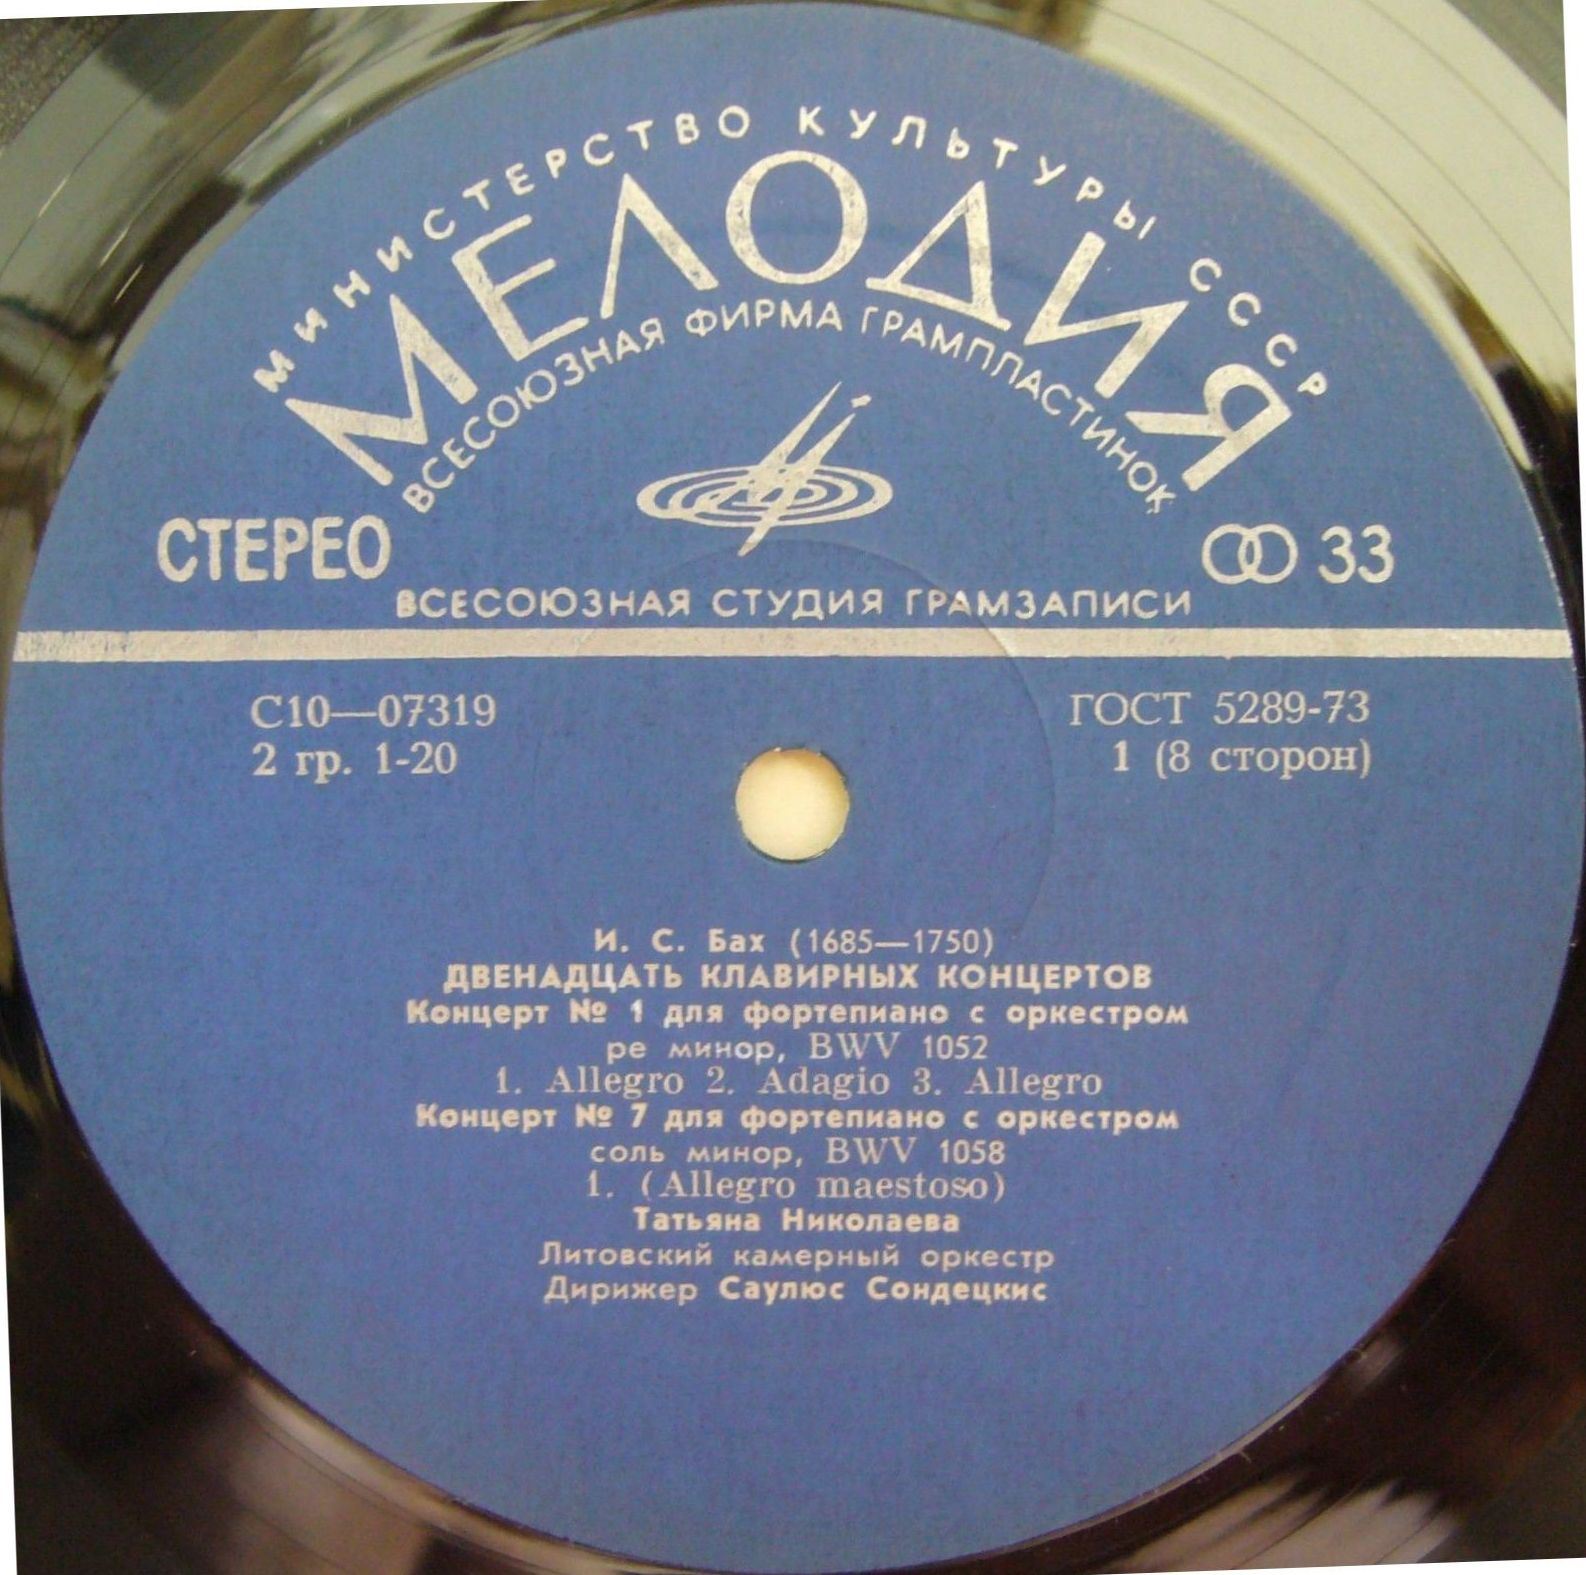 МИНИСТЕРСТВО КУЛЬТУРЫ СССР
МЕЛОДИЯ
ВСЕСОЮЗНАЯ ФИРМА ГРАМПЛАСТИНОК
СТЕРЕО
33
ВСЕСОЮЗНАЯ СТУДИЯ ГРАМЗАПИСИ
С10—07319
ГОСТ 5289-73
2 гр. 1-20
1 (8 сторон)
И. С. Бах (1685—1750)
ДВЕНАДЦАТЬ КЛАВИРНЫХ КОНЦЕРТОВ
Концерт № 1 для фортепиано с оркестром
ре минор, BWV 1052
1. Allegro 2. Adagio 3. Allegro
Концерт № 7 для фортепиано с оркестром
соль минор, BWV 1058
1. (Allegro maestoso)
Татьяна Николаева
Литовский камерный оркестр
Дирижер Саулюс Сондецкис